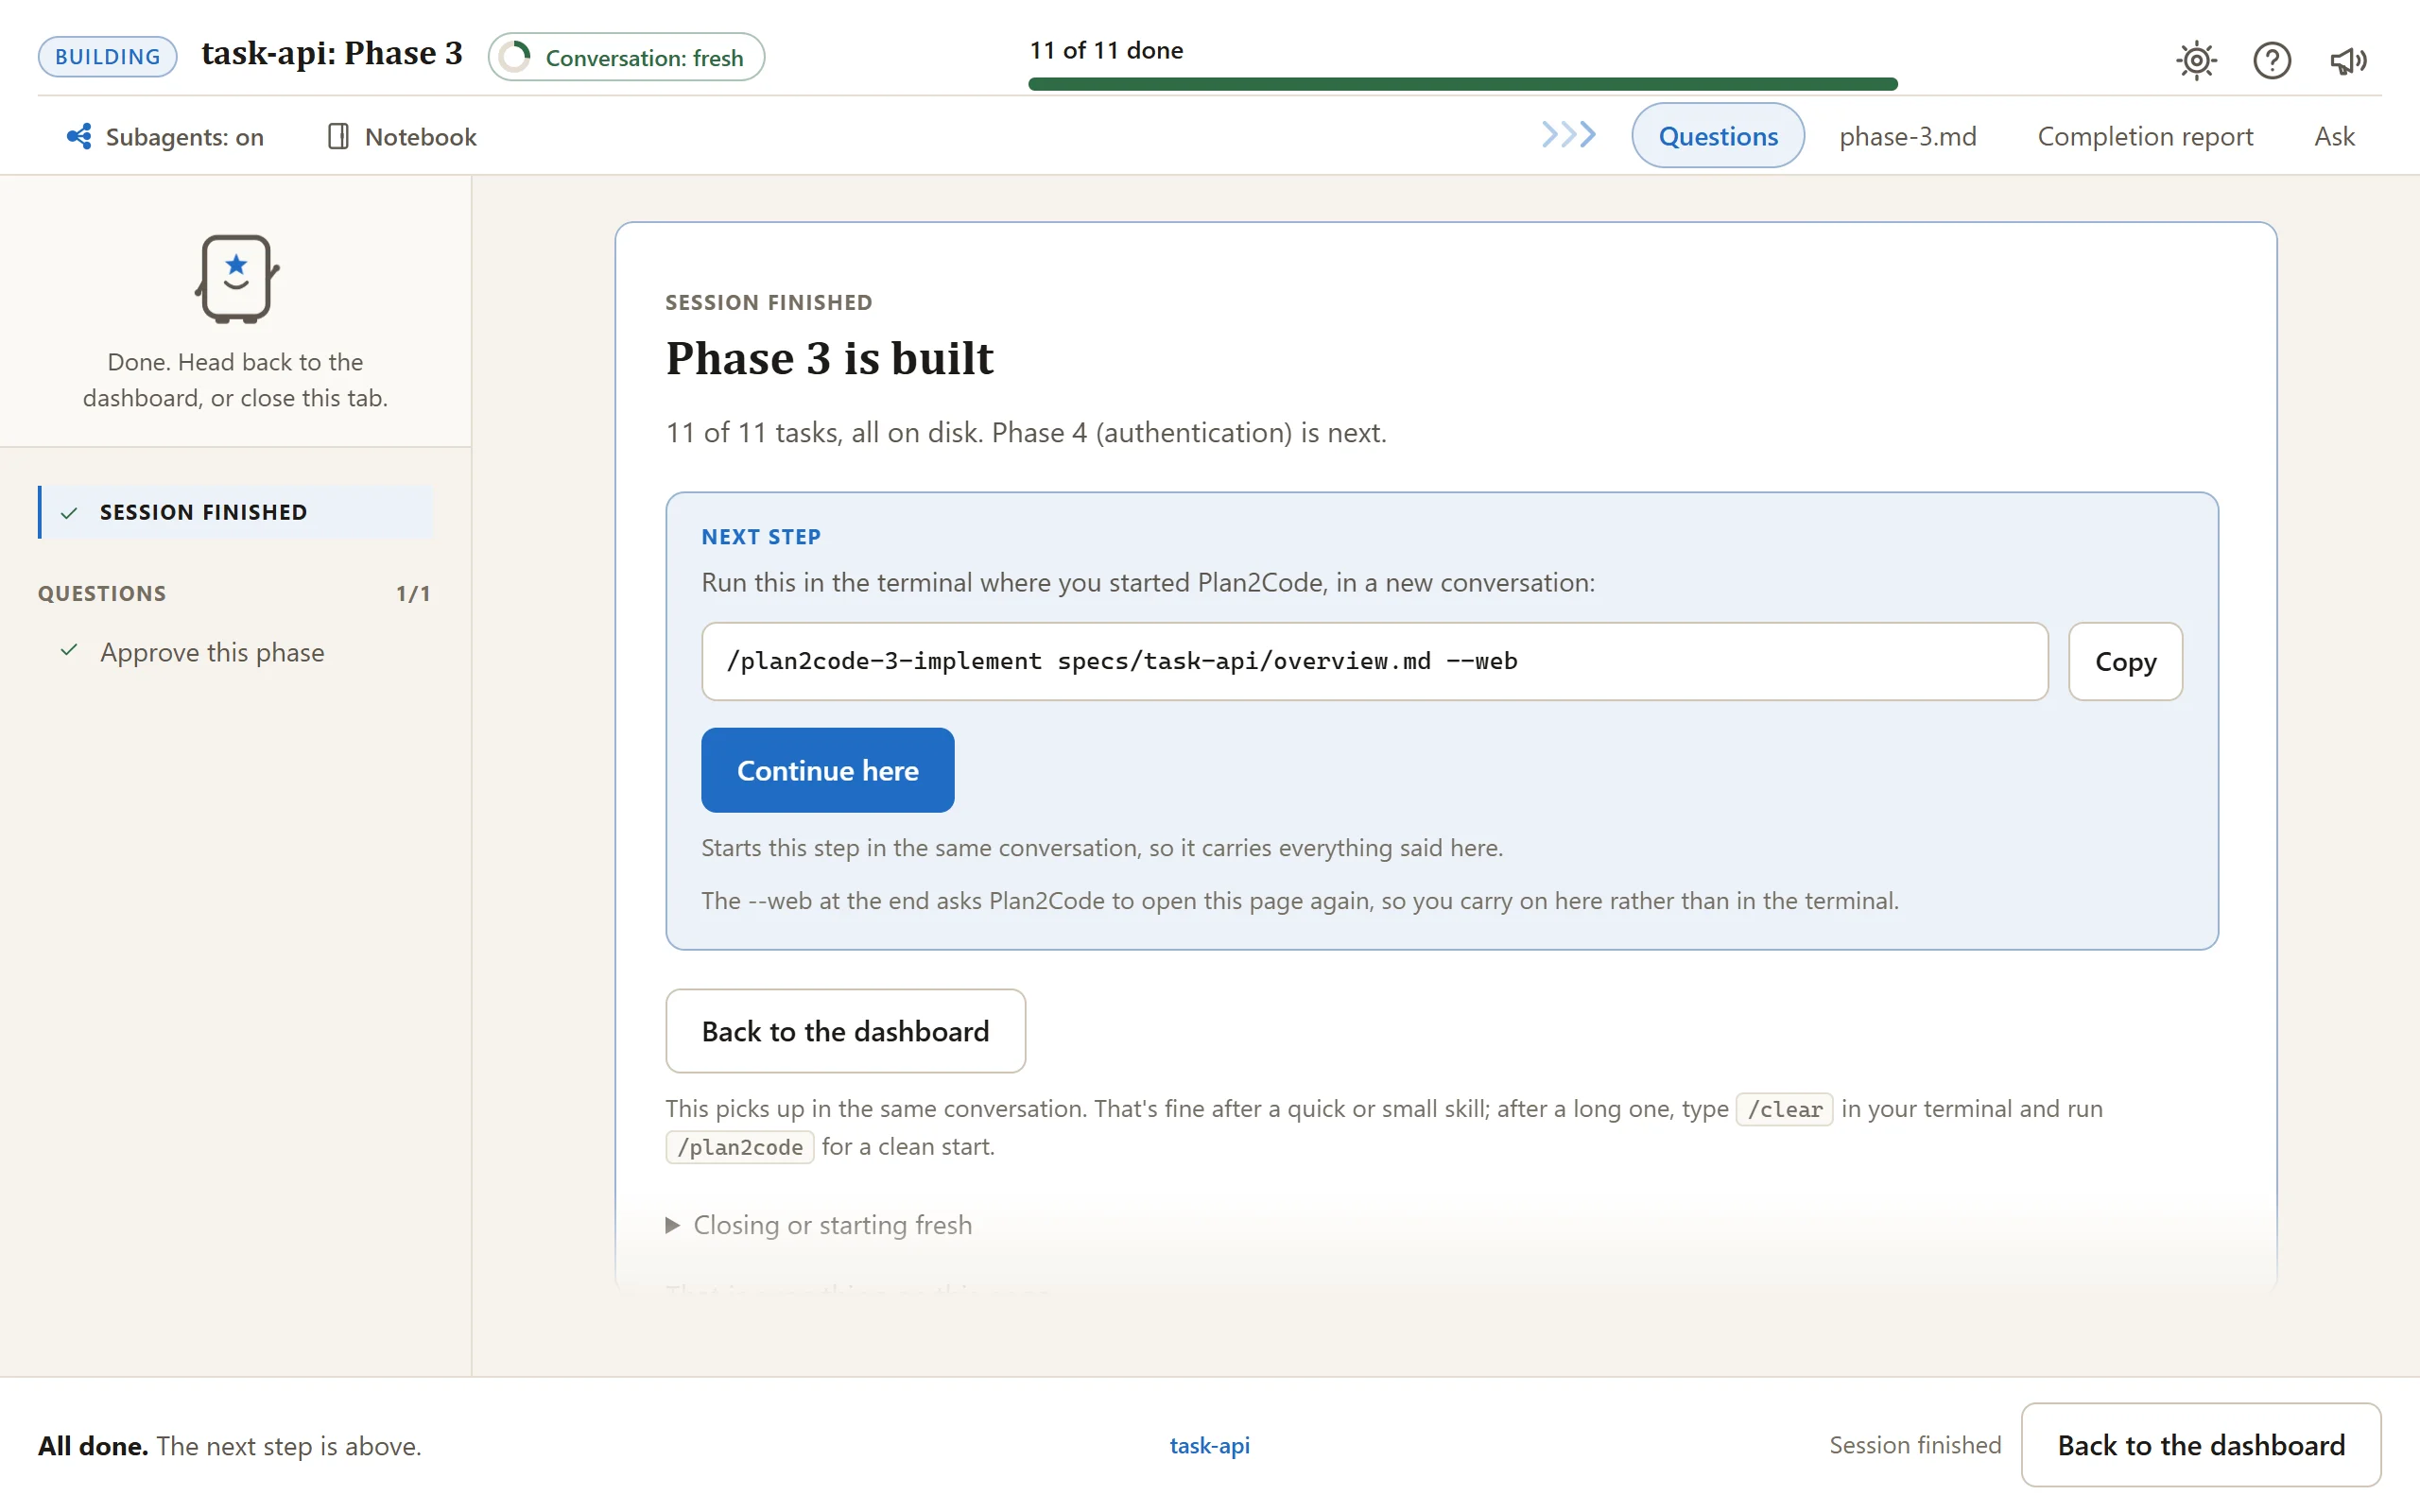 BUILDING
task-api: Phase 3
Conversation: fresh
11 of 11 done
Subagents: on
Notebook
Questions
phase-3.md
Completion report
Ask
Done. Head back to the
dashboard, or close this tab.
SESSION FINISHED
QUESTIONS 1/1
Approve this phase
SESSION FINISHED
Phase 3 is built
11 of 11 tasks, all on disk. Phase 4 (authentication) is next.
NEXT STEP
Run this in the terminal where you started Plan2Code, in a new conversation:
/plan2code-3-implement specs/task-api/overview.md --web
Copy
Continue here
Starts this step in the same conversation, so it carries everything said here.
The --web at the end asks Plan2Code to open this page again, so you carry on here rather than in the terminal.
Back to the dashboard
This picks up in the same conversation. That's fine after a quick or small skill; after a long one, type /clear in your terminal and run
/plan2code for a clean start.
Closing or starting fresh
All done. The next step is above.
task-api
Session finished
Back to the dashboard